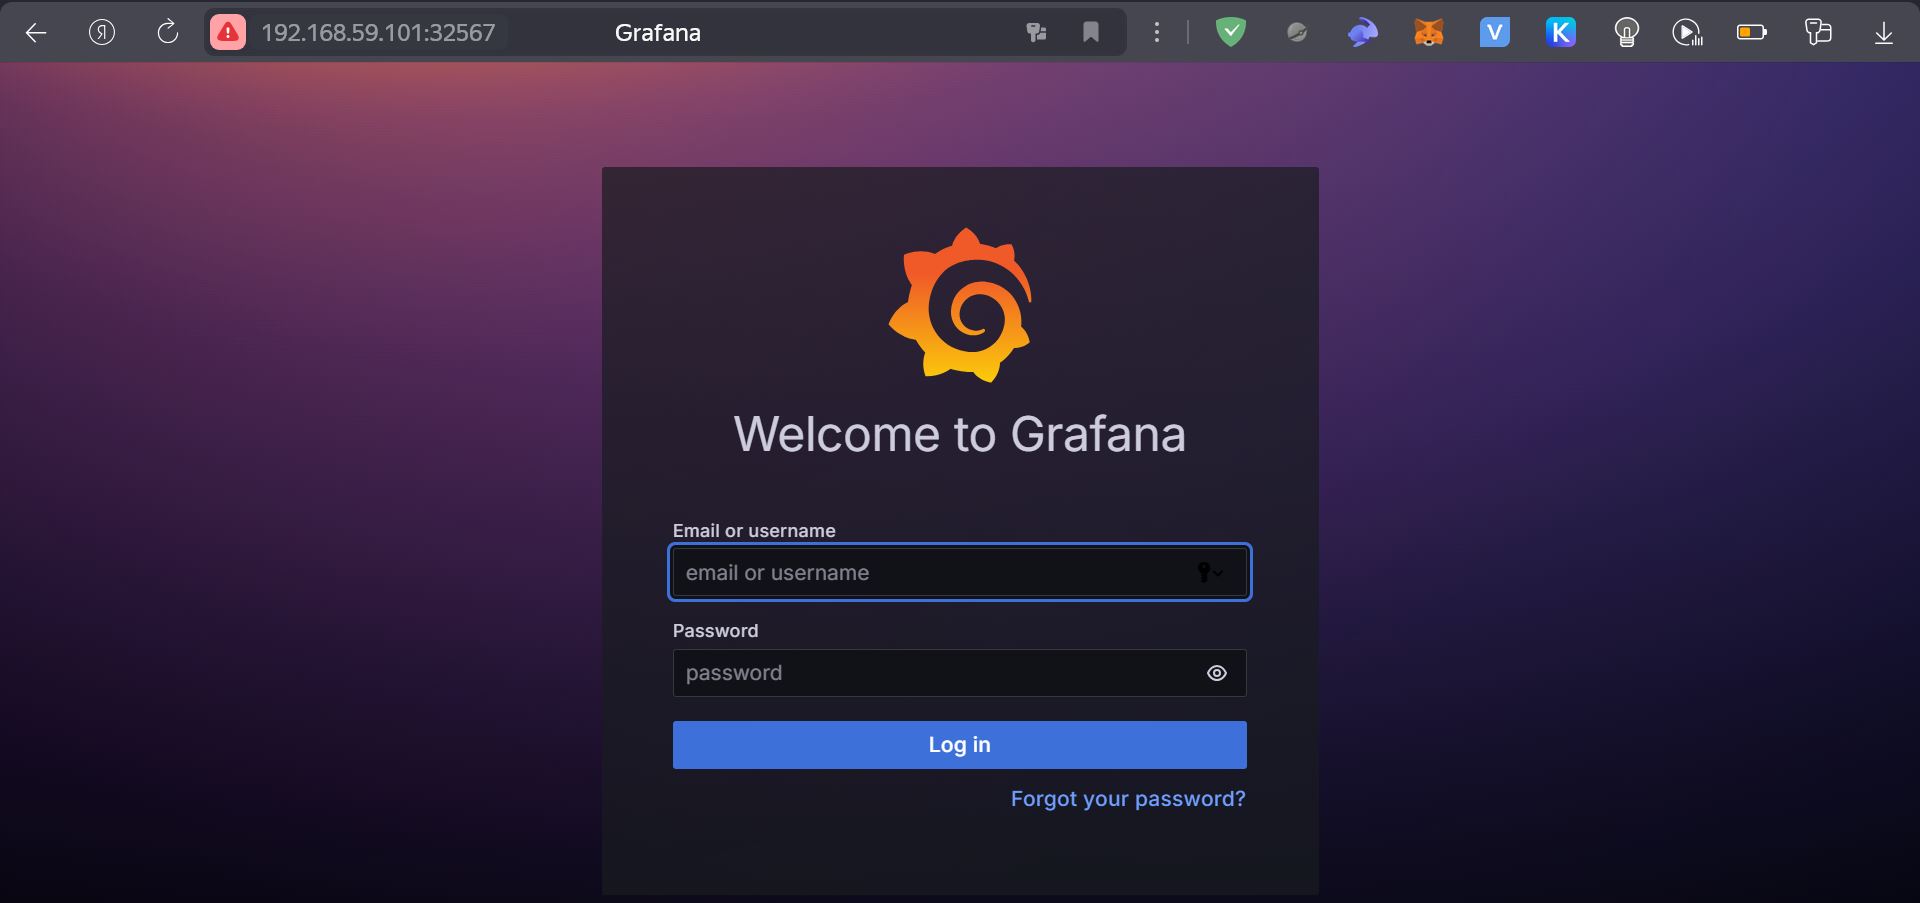 192.168.59.101:32567
Grafana
Welcome to Grafana
Email or username
email or username
Password
password
Log in
Forgot your password?